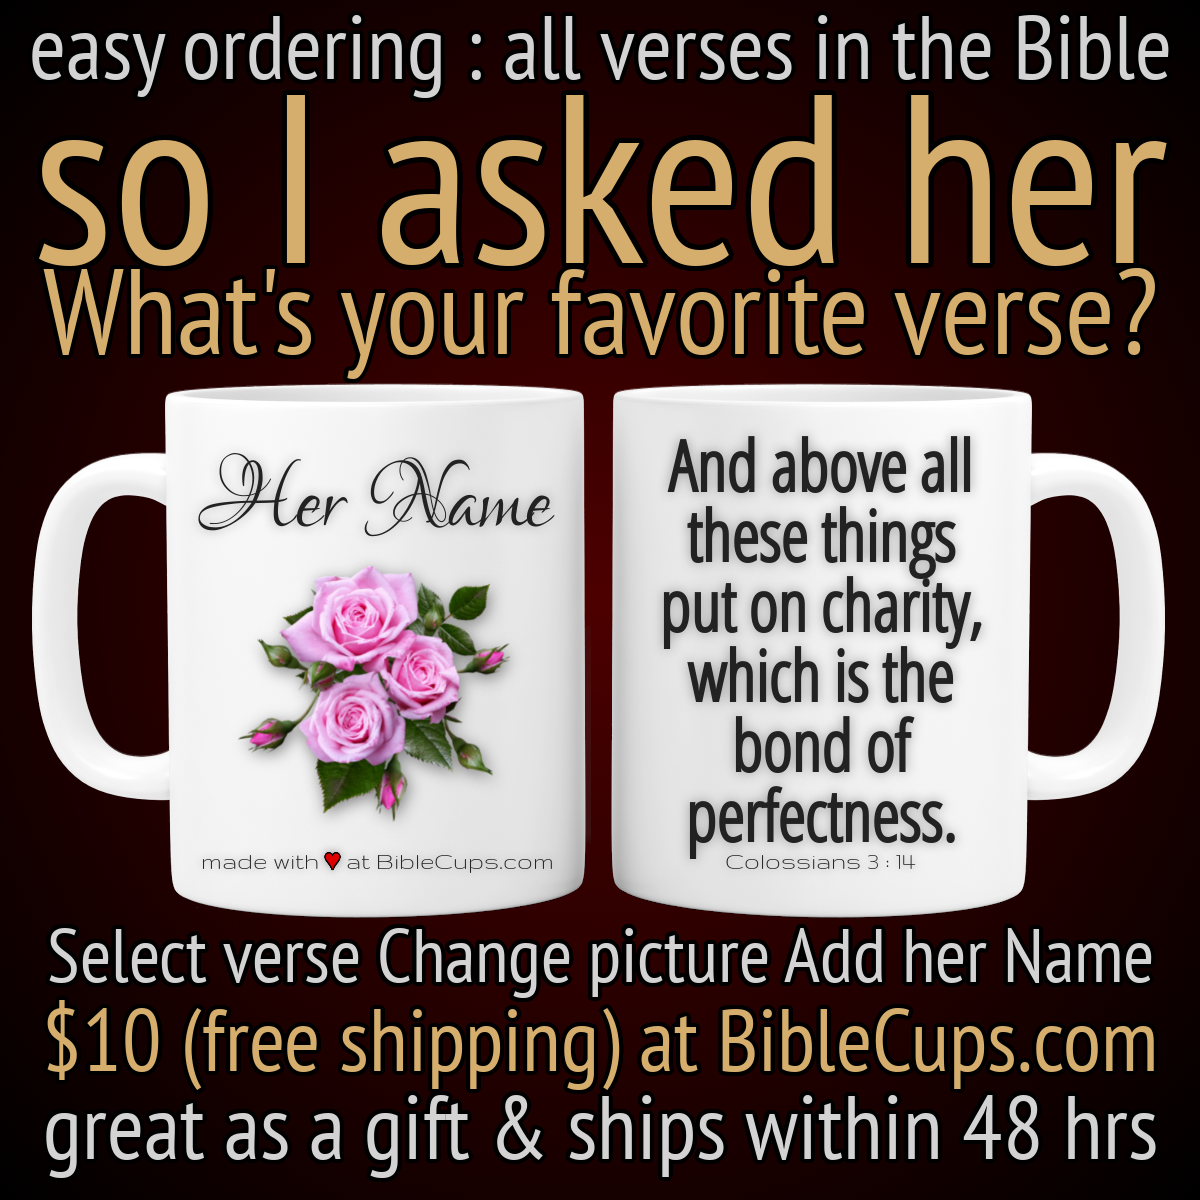 easy ordering : all verses in the Bible
so I asked her
What's your favorite verse?
Her Name
made with ♥ at BibleCups.com
And above all
these things
put on charity,
which is the
bond of
perfectness.
Colossians 3 : 14
Select verse Change picture Add her Name
$10 (free shipping) at BibleCups.com
great as a gift & ships within 48 hrs